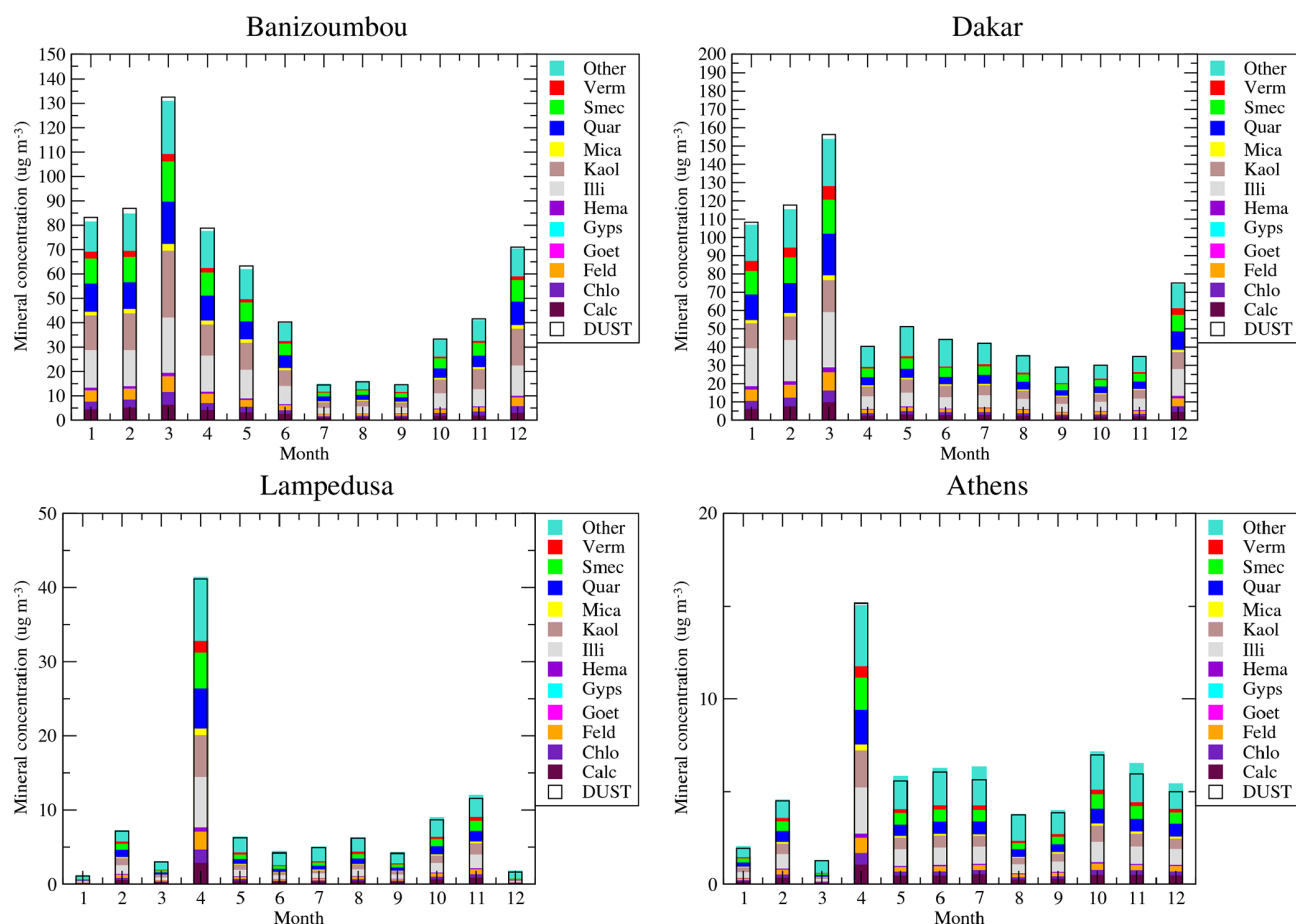 Banizoumbou
Mineral concentration (ug m-3)
150
140
130
120
110
100
90
80
70
60
50
40
30
20
10
0
1 2 3 4 5 6 7 8 9 10 11 12
Month
Other
Verm
Smec
Quar
Mica
Kaol
Illi
Hema
Gyps
Goet
Feld
Chlo
Calc
DUST
Dakar
Mineral concentration (ug m-3)
200
190
180
170
160
150
140
130
120
110
100
90
80
70
60
50
40
30
20
10
0
1 2 3 4 5 6 7 8 9 10 11 12
Month
Other
Verm
Smec
Quar
Mica
Kaol
Illi
Hema
Gyps
Goet
Feld
Chlo
Calc
DUST
Lampedusa
Mineral concentration (ug m-3)
50
40
30
20
10
0
1 2 3 4 5 6 7 8 9 10 11 12
Month
Other
Verm
Smec
Quar
Mica
Kaol
Illi
Hema
Gyps
Goet
Feld
Chlo
Calc
DUST
Athens
Mineral concentration (ug m-3)
20
10
0
1 2 3 4 5 6 7 8 9 10 11 12
Month
Other
Verm
Smec
Quar
Mica
Kaol
Illi
Hema
Gyps
Goet
Feld
Chlo
Calc
DUST